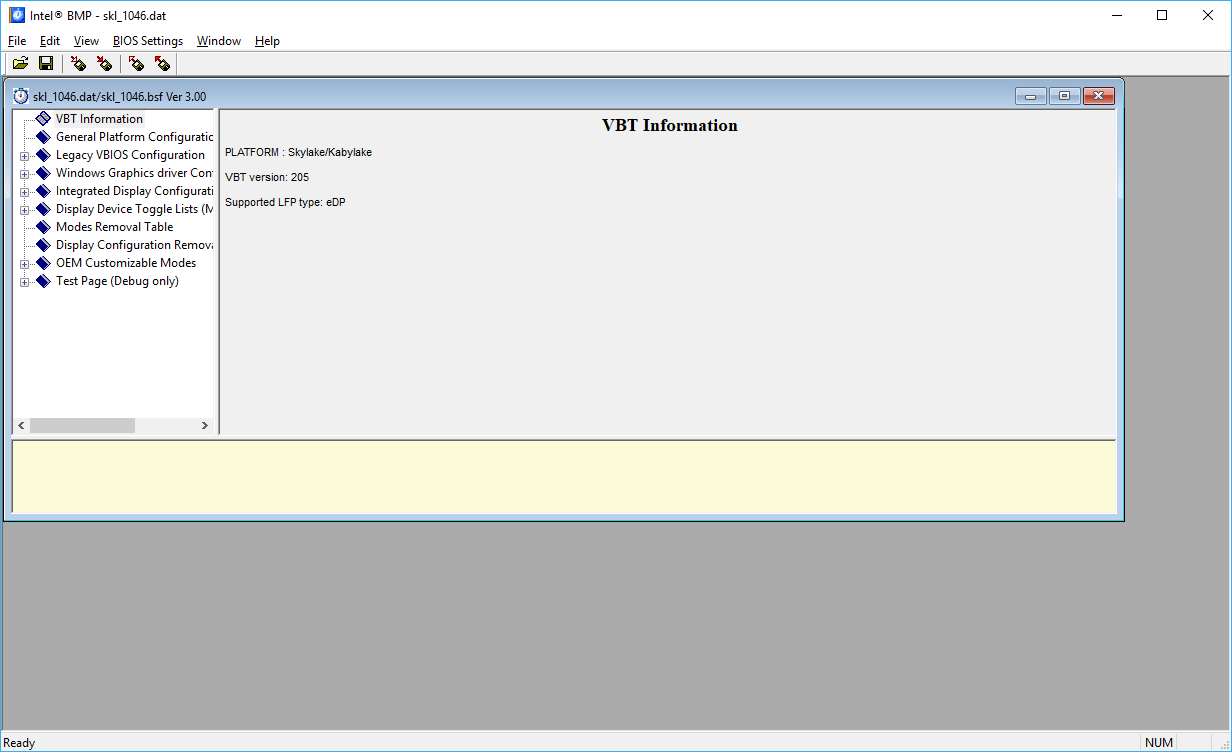 Intel® BMP - skl_1046.dat
File Edit View BIOS Settings Window Help
skl_1046.dat/skl_1046.bsf Ver 3.00
VBT Information
General Platform Configuratic
Legacy VBIOS Configuration
Windows Graphics driver Con
Integrated Display Configurati
Display Device Toggle Lists (M
Modes Removal Table
Display Configuration Remova
OEM Customizable Modes
Test Page (Debug only)
VBT Information
PLATFORM : Skylake/Kabylake
VBT version: 205
Supported LFP type: eDP
Ready
NUM